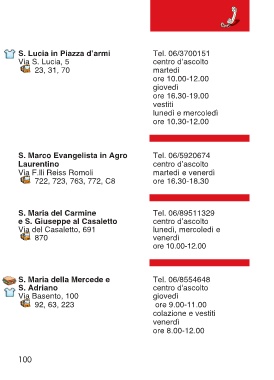 S. Lucia in Piazza d'armi
Via S. Lucia, 5
23, 31, 70
Tel. 06/3700151
centro d'ascolto
martedì
ore 10.00-12.00
giovedì
ore 16.30-19.00
vestiti
lunedì e mercoledì
ore 10.30-12.00
S. Marco Evangelista in Agro
Laurentino
Via F.lli Reiss Romoli
722, 723, 763, 772, C8
Tel. 06/5920674
centro d'ascolto
martedì e venerdì
ore 16.30-18.30
S. Maria del Carmine
e S. Giuseppe al Casaletto
Via del Casaletto, 691
870
Tel. 06/89511329
centro d'ascolto
lunedì, mercoledì e
venerdì
ore 10.00-12.00
S. Maria della Mercede e
S. Adriano
Via Basento, 100
92, 63, 223
Tel. 06/8554648
centro d'ascolto
giovedì
ore 9.00-11.00
colazione e vestiti
venerdì
ore 8.00-12.00
100